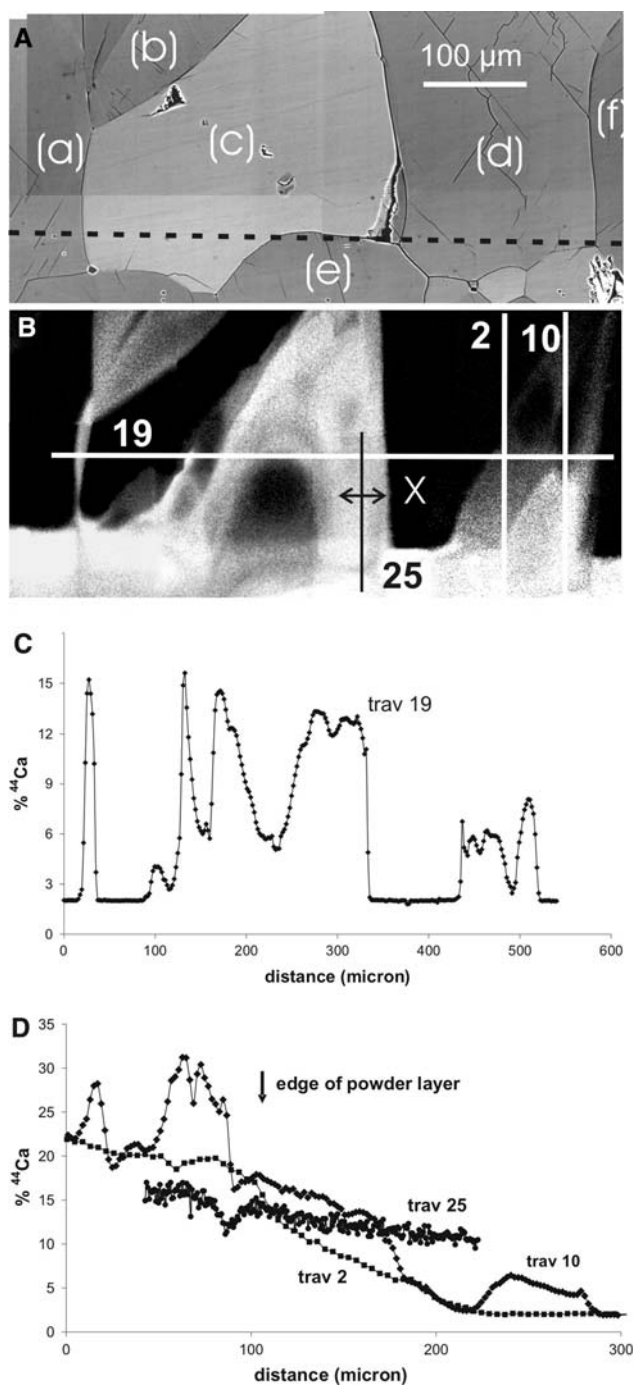 A
(b)
100 µm
(a)
(c)
(d)
(f)
(e)
B
2 10
19
X
25
C
15
trav 19
12
% ⁴⁴Ca
9
6
3
0
0 100 200 300 400 500 600
distance (micron)
D
35
30
edge of powder layer
25
20
% ⁴⁴Ca
15
trav 25
10
trav 2
trav 10
5
0
0 100 200 300
distance (micron)